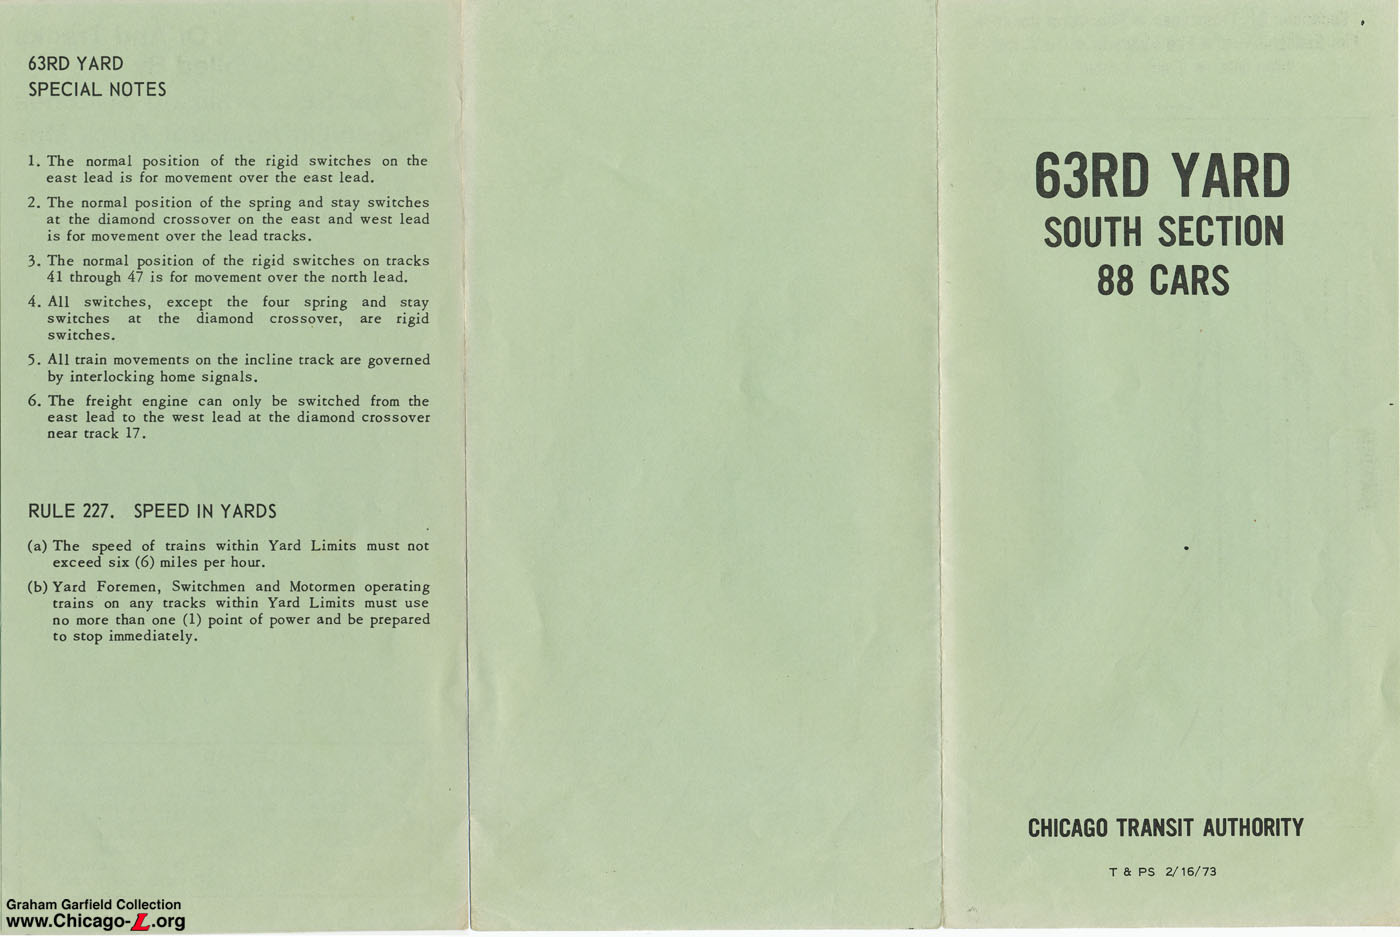 63RD YARD
SPECIAL NOTES
1. The normal position of the rigid switches on the
east lead is for movement over the east lead.
2. The normal position of the spring and stay switches
at the diamond crossover on the east and west lead
is for movement over the lead tracks.
3. The normal position of the rigid switches on tracks
41 through 47 is for movement over the north lead.
4. All switches, except the four spring and stay
switches at the diamond crossover, are rigid
switches.
5. All train movements on the incline track are governed
by interlocking home signals.
6. The freight engine can only be switched from the
east lead to the west lead at the diamond crossover
near track 17.
RULE 227. SPEED IN YARDS
(a) The speed of trains within Yard Limits must not
exceed six (6) miles per hour.
(b) Yard Foremen, Switchmen and Motormen operating
trains on any tracks within Yard Limits must use
no more than one (1) point of power and be prepared
to stop immediately.
Graham Garfield Collection
www.Chicago-L.org
63RD YARD
SOUTH SECTION
88 CARS
CHICAGO TRANSIT AUTHORITY
T & PS 2/16/73